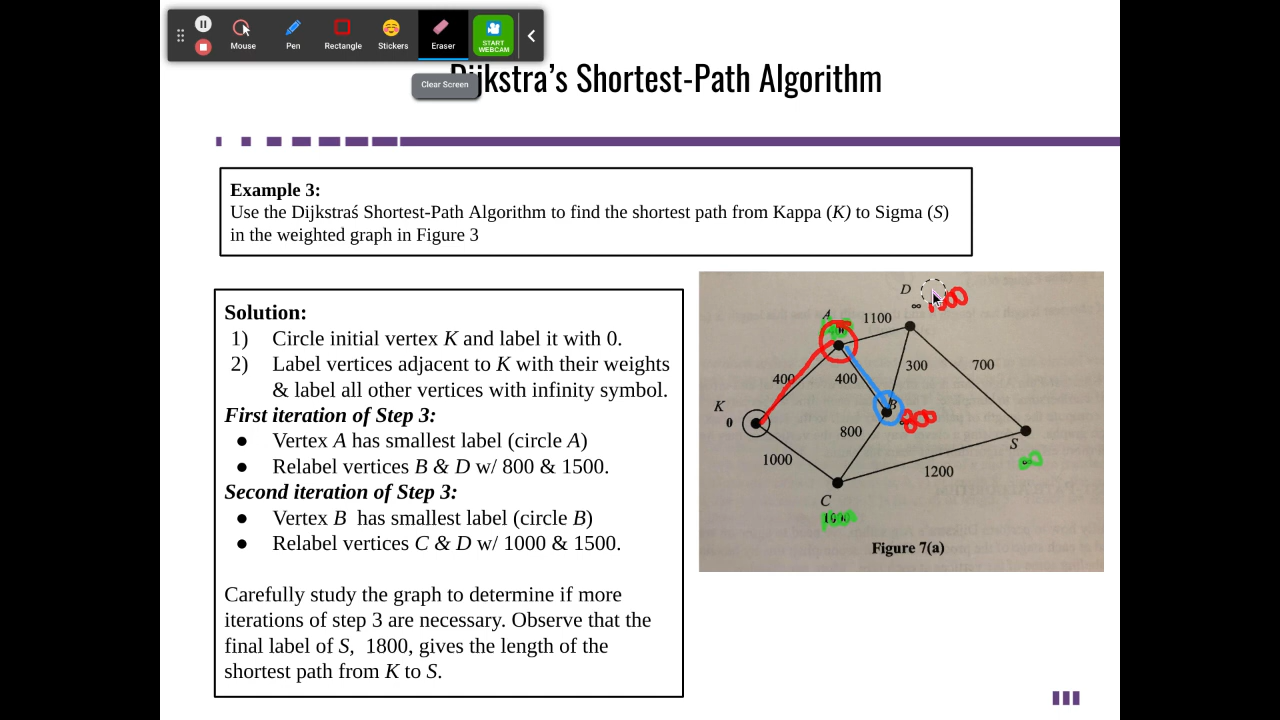 Mouse
Pen
Rectangle
Stickers
Eraser
START
WEBCAM
Clear Screen
Dijkstra's Shortest-Path Algorithm
Example 3:
Use the Dijkstraś Shortest-Path Algorithm to find the shortest path from Kappa (K) to Sigma (S)
in the weighted graph in Figure 3
Solution:
1) Circle initial vertex K and label it with 0.
2) Label vertices adjacent to K with their weights
& label all other vertices with infinity symbol.
First iteration of Step 3:
● Vertex A has smallest label (circle A)
● Relabel vertices B & D w/ 800 & 1500.
Second iteration of Step 3:
● Vertex B has smallest label (circle B)
● Relabel vertices C & D w/ 1000 & 1500.
Carefully study the graph to determine if more
iterations of step 3 are necessary. Observe that the
final label of S, 1800, gives the length of the
shortest path from K to S.
D
∞
A
1100
400
400
300
700
K
0
B
800
800
S
∞
1000
1200
C
1000
Figure 7(a)